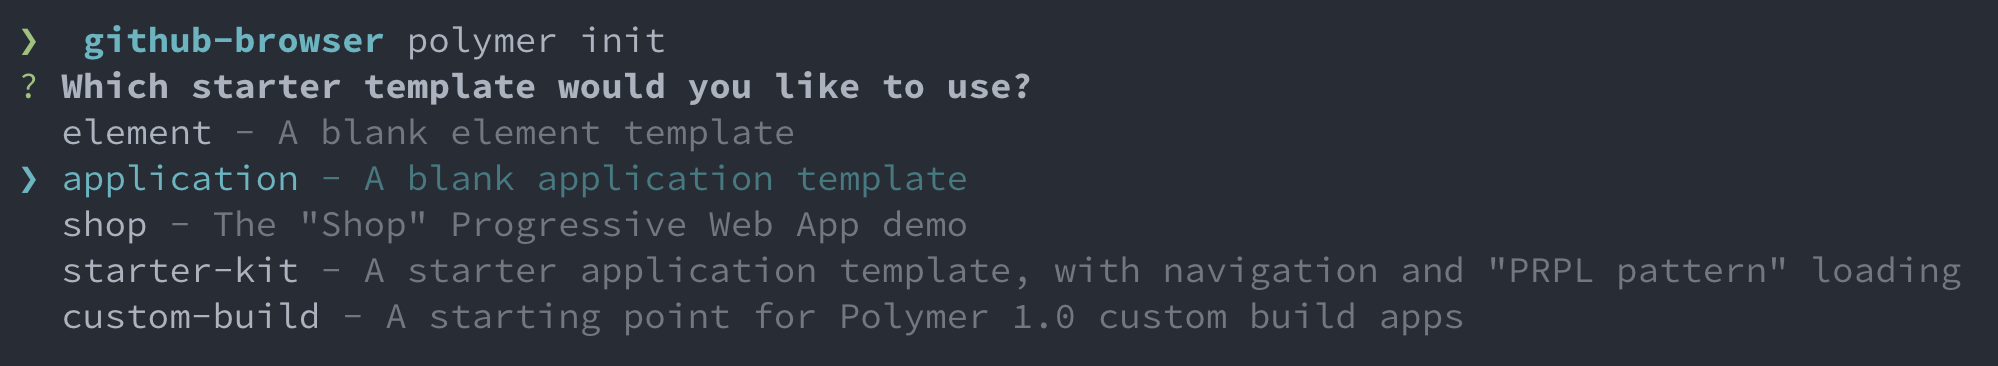 ❯  github-browser polymer init
? Which starter template would you like to use?
  element - A blank element template
❯ application - A blank application template
  shop - The "Shop" Progressive Web App demo
  starter-kit - A starter application template, with navigation and "PRPL pattern" loading
  custom-build - A starting point for Polymer 1.0 custom build apps